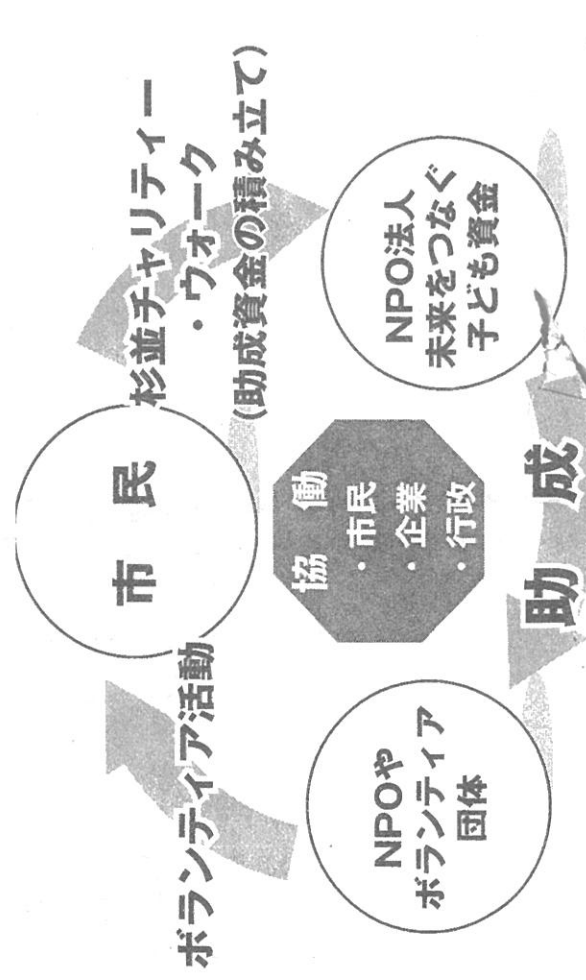 杉並チャリティー
・ウォーク
(助成資金の積み立て)
市 民
ボランティア活動
協 働
・市民
・企業
・行政
NPO法人
未来をつなぐ
子ども資金
助 成
NPOや
ボランティア
団体